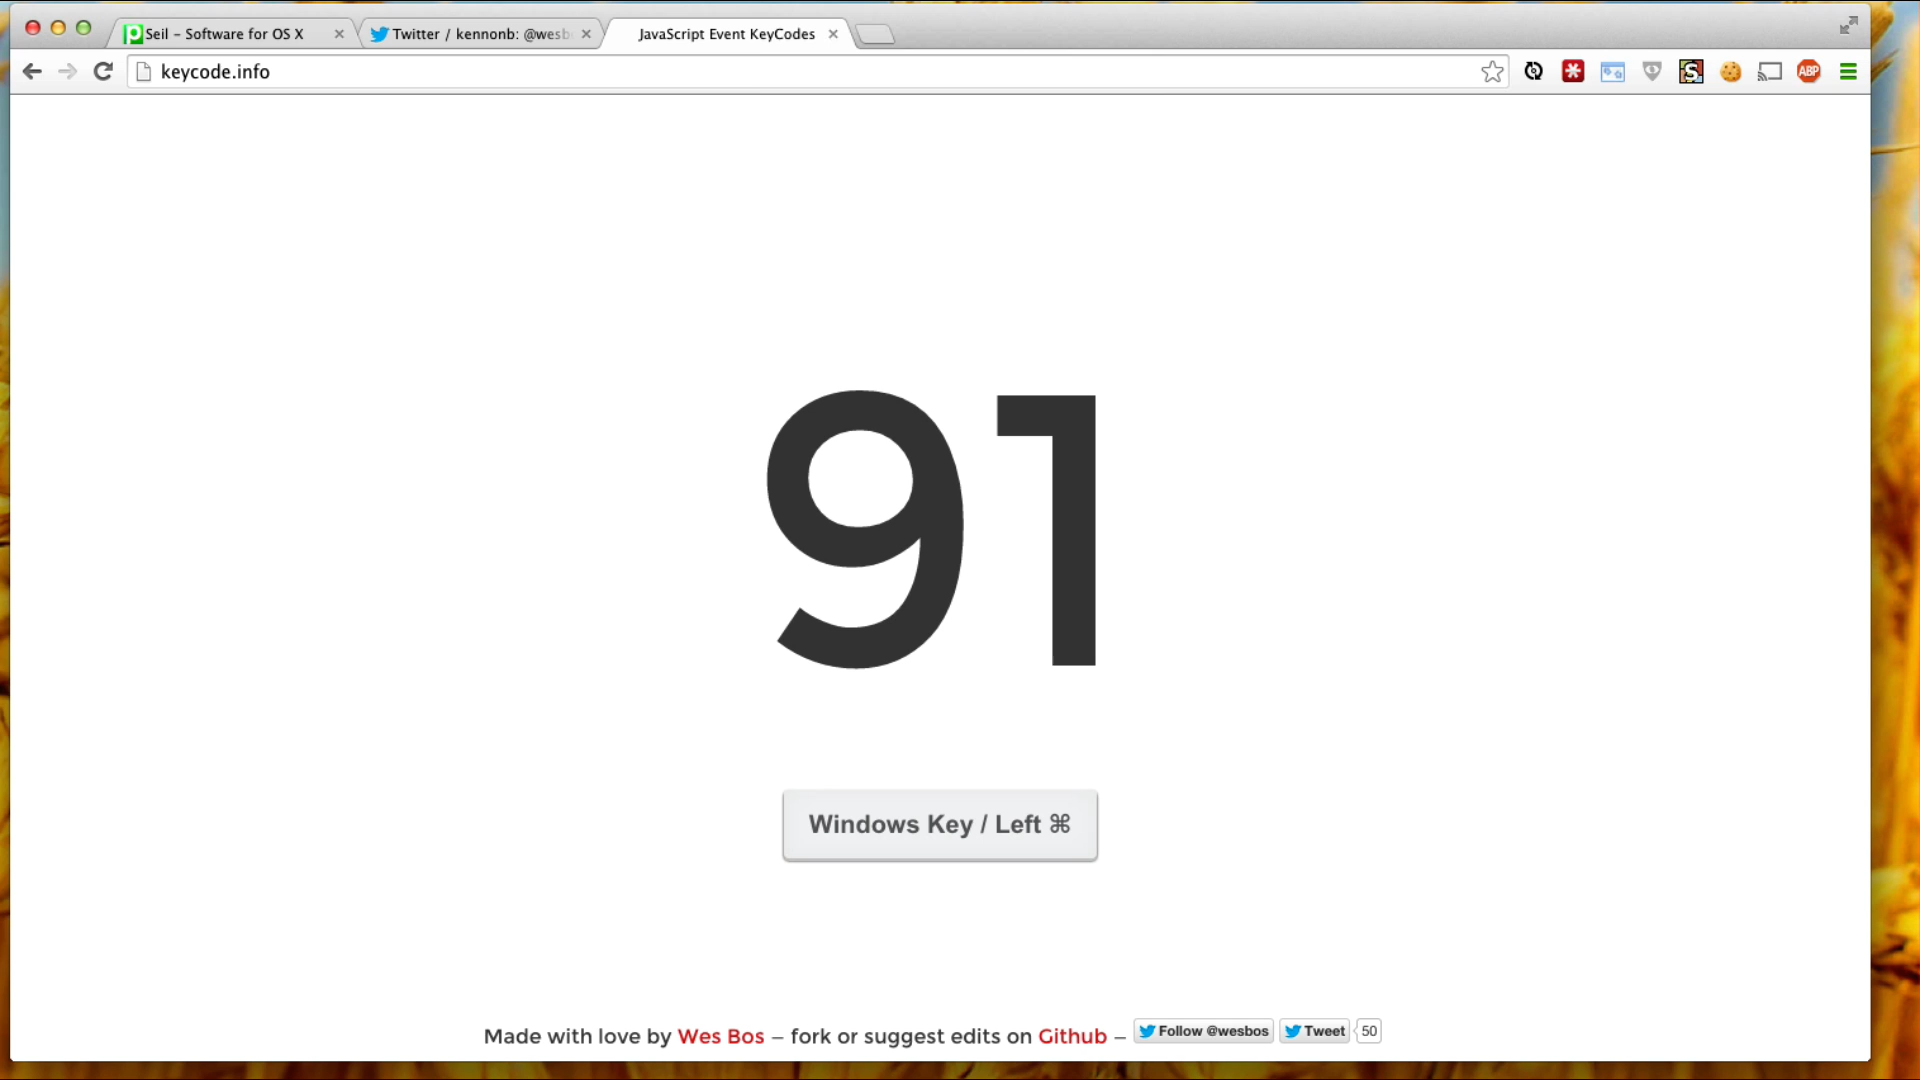 Seil – Software for OS X
Twitter / kennonb: @wesb
JavaScript Event KeyCodes
keycode.info
ABP
91
Windows Key / Left ⌘
Made with love by Wes Bos – fork or suggest edits on Github –
Follow @wesbos
Tweet
50